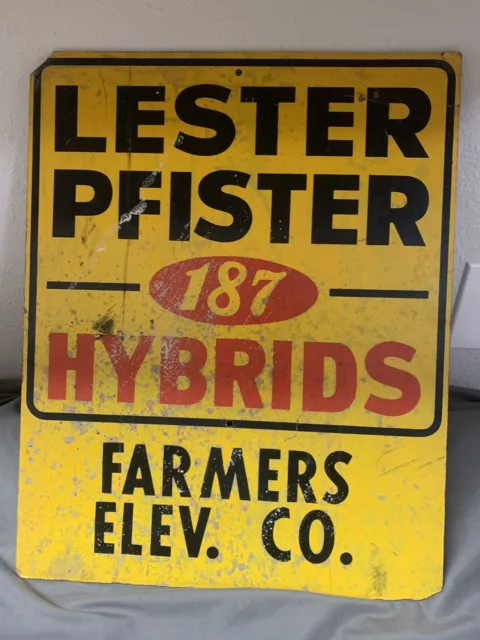 LESTER
PFISTER
187
HYBRIDS
FARMERS
ELEV. CO.